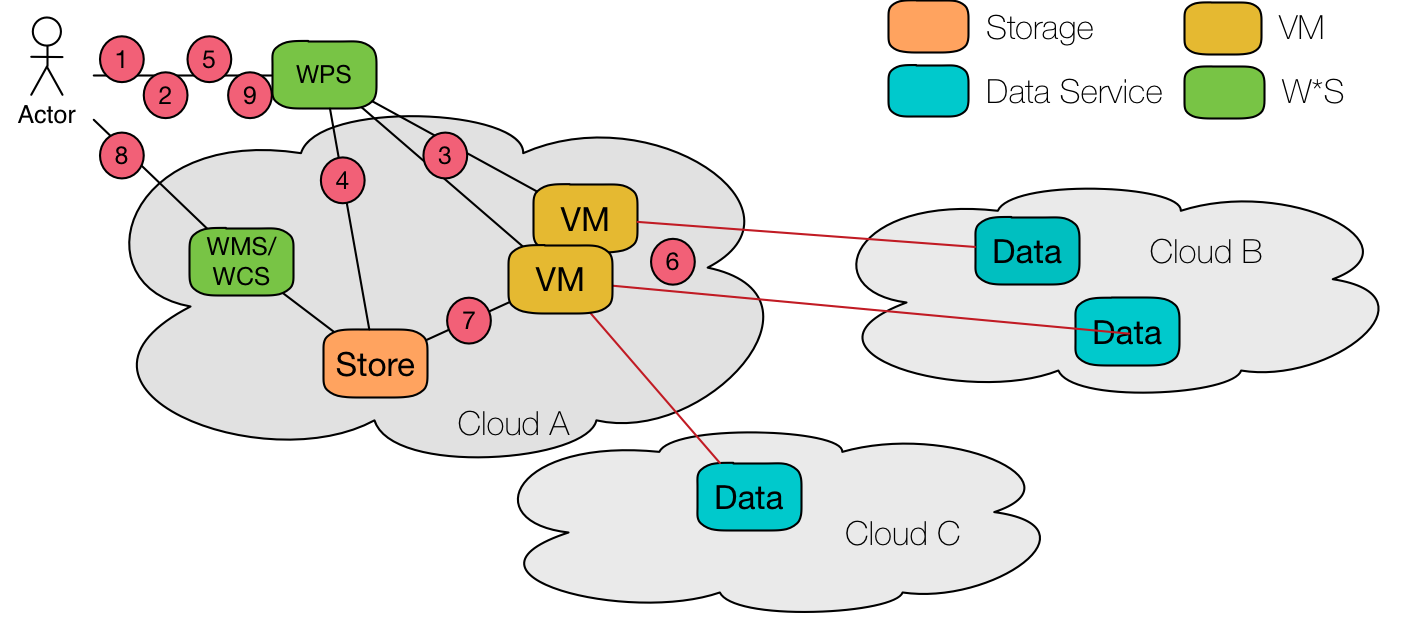 Storage
VM
Data Service
W*S
1
5
2
9
WPS
Actor
8
3
4
VM
WMS/
WCS
VM
6
Data
Cloud B
7
Data
Store
Cloud A
Data
Cloud C